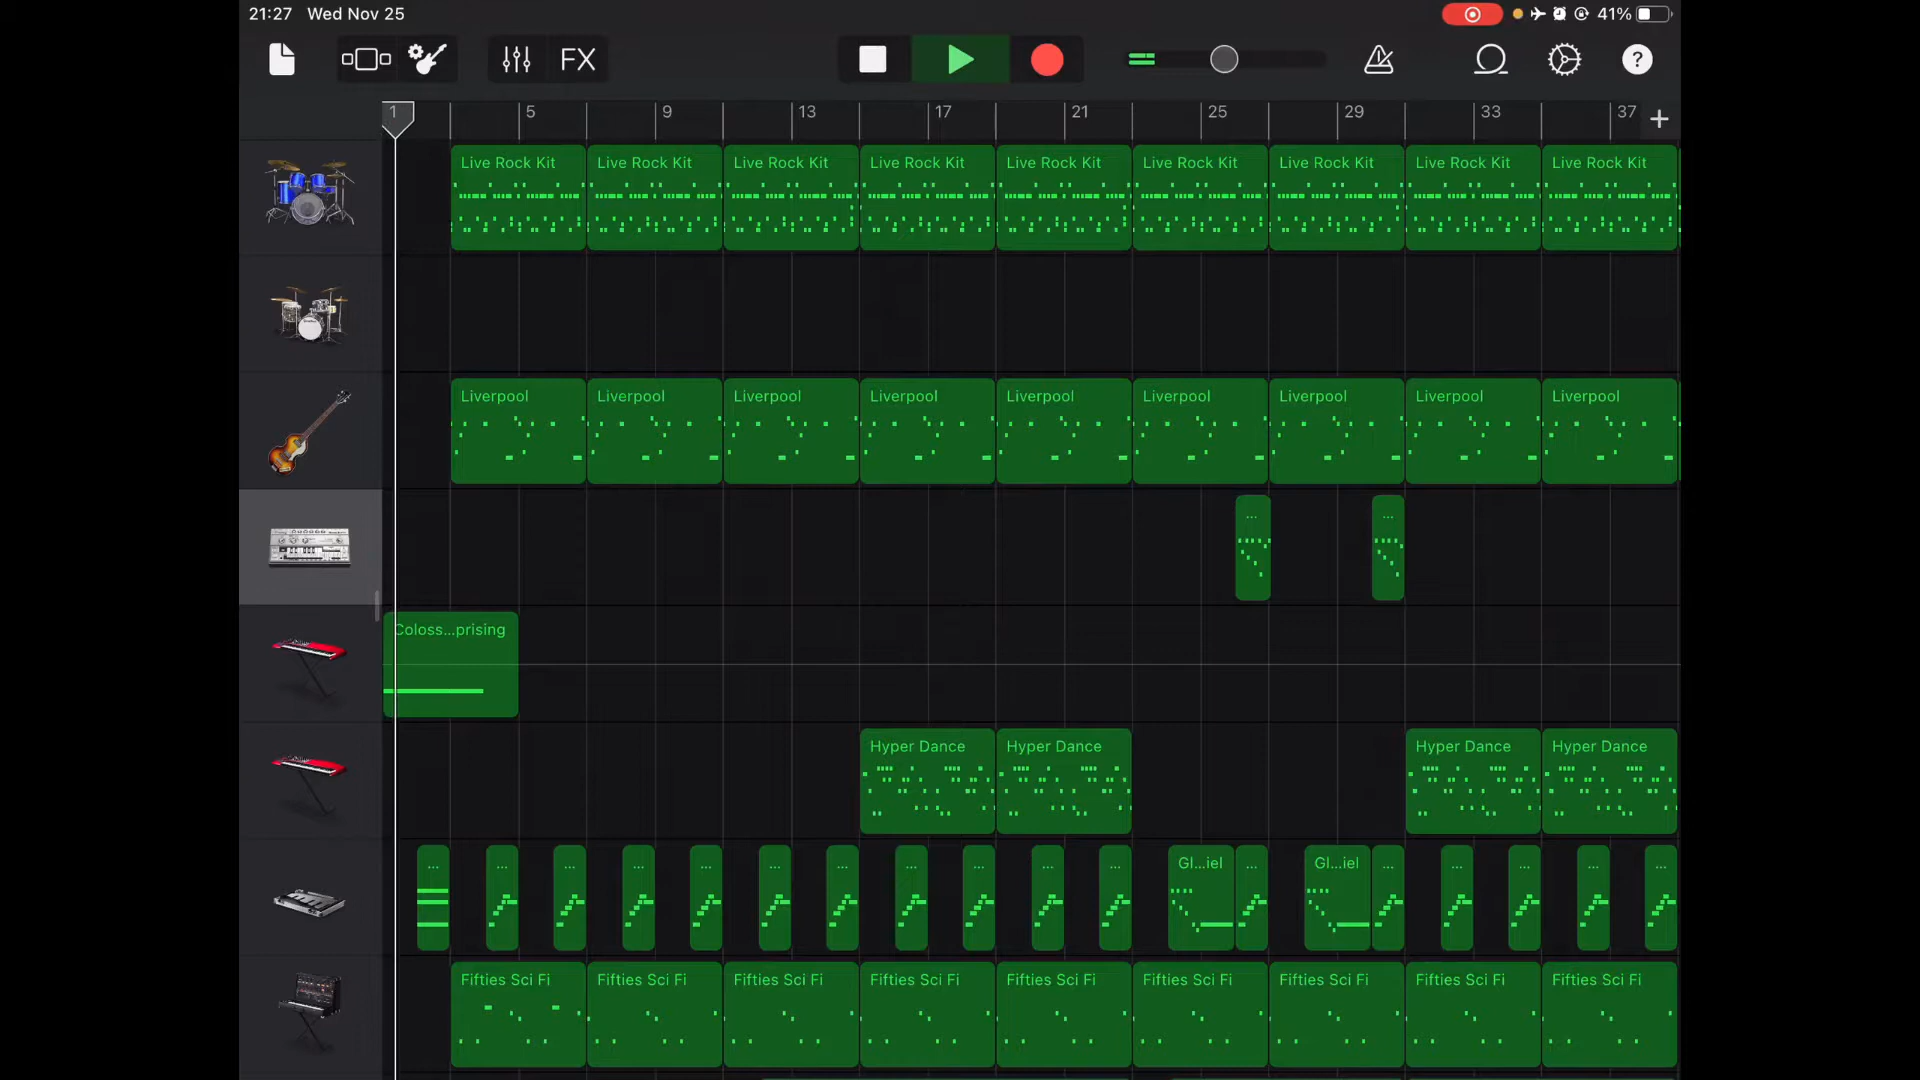 21:27 Wed Nov 25
41%
FX
?
1 5 9 13 17 21 25 29 33 37 +
Live Rock Kit Live Rock Kit Live Rock Kit Live Rock Kit Live Rock Kit Live Rock Kit Live Rock Kit Live Rock Kit Live Rock Kit
Liverpool Liverpool Liverpool Liverpool Liverpool Liverpool Liverpool Liverpool Liverpool
... ...
Coloss...prising
Hyper Dance Hyper Dance Hyper Dance Hyper Dance
... ... ... ... ... ... ... ... ... ... ... Gl...iel ... Gl...iel ... ... ... ... ...
Fifties Sci Fi Fifties Sci Fi Fifties Sci Fi Fifties Sci Fi Fifties Sci Fi Fifties Sci Fi Fifties Sci Fi Fifties Sci Fi Fifties Sci Fi